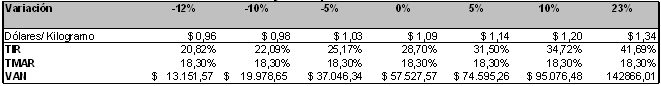 Variación -12% -10% -5% 0% 5% 10% 23%
Dólares/ Kilogramo $ 0,96 $ 0,98 $ 1,03 $ 1,09 $ 1,14 $ 1,20 $ 1,34
TIR 20,82% 22,09% 25,17% 28,70% 31,50% 34,72% 41,69%
TMAR 18,30% 18,30% 18,30% 18,30% 18,30% 18,30% 18,30%
VAN $ 13.151,57 $ 19.978,65 $ 37.046,34 $ 57.527,57 $ 74.595,26 $ 95.076,48 142866,01